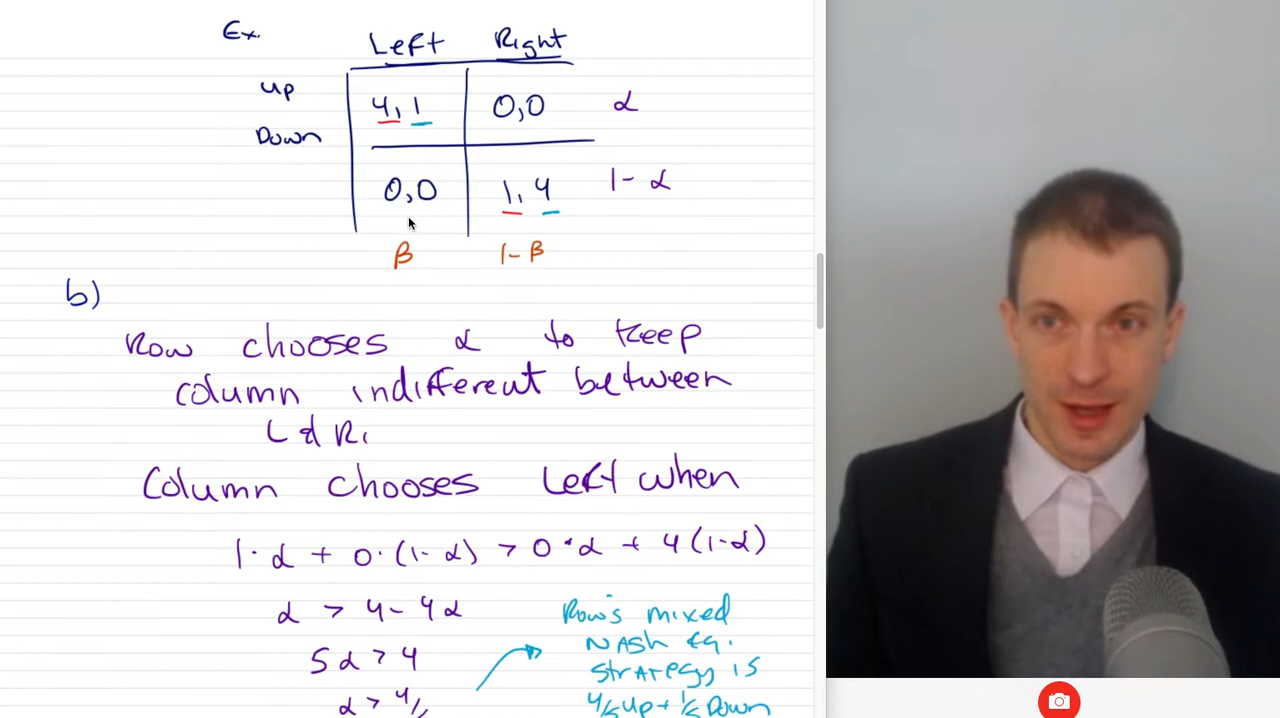 Ex.
Left Right
Up 4,1 0,0 α
Down
0,0 1,4 1-α
β 1-β
b)
Row chooses α to keep
column indifferent between
L & R.
Column chooses Left when
1·α + 0·(1-α) > 0·α + 4(1-α)
α > 4-4α
5α > 4
α > 4/5
Row's mixed
Nash eq.
strategy is
4/5 Up + 1/5 Down